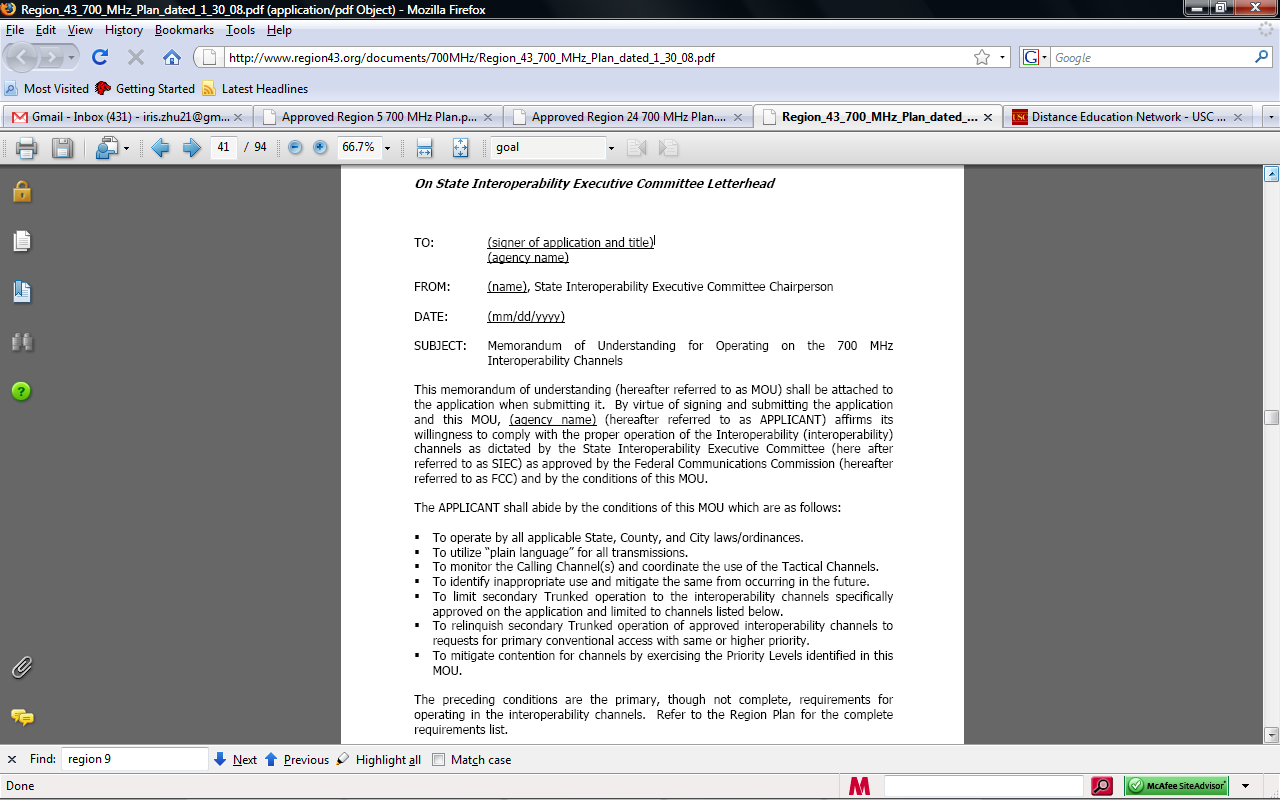 Region_43_700_MHz_Plan_dated_1_30_08.pdf (application/pdf Object) - Mozilla Firefox
File Edit View History Bookmarks Tools Help
http://www.region43.org/documents/700MHz/Region_43_700_MHz_Plan_dated_1_30_08.pdf
G Google
Most Visited Getting Started Latest Headlines
Gmail - Inbox (431) - iris.zhu21@gm... Approved Region 5 700 MHz Plan.p... Approved Region 24 700 MHz Plan.... Region_43_700_MHz_Plan_dated_... USC Distance Education Network - USC ...
41 / 94 66.7% goal
On State Interoperability Executive Committee Letterhead
TO: (signer of application and title)
(agency name)
FROM: (name), State Interoperability Executive Committee Chairperson
DATE: (mm/dd/yyyy)
SUBJECT: Memorandum of Understanding for Operating on the 700 MHz
Interoperability Channels
This memorandum of understanding (hereafter referred to as MOU) shall be attached to
the application when submitting it. By virtue of signing and submitting the application
and this MOU, (agency name) (hereafter referred to as APPLICANT) affirms its
willingness to comply with the proper operation of the Interoperability (interoperability)
channels as dictated by the State Interoperability Executive Committee (here after
referred to as SIEC) as approved by the Federal Communications Commission (hereafter
referred to as FCC) and by the conditions of this MOU.
The APPLICANT shall abide by the conditions of this MOU which are as follows:
▪ To operate by all applicable State, County, and City laws/ordinances.
▪ To utilize “plain language” for all transmissions.
▪ To monitor the Calling Channel(s) and coordinate the use of the Tactical Channels.
▪ To identify inappropriate use and mitigate the same from occurring in the future.
▪ To limit secondary Trunked operation to the interoperability channels specifically
approved on the application and limited to channels listed below.
▪ To relinquish secondary Trunked operation of approved interoperability channels to
requests for primary conventional access with same or higher priority.
▪ To mitigate contention for channels by exercising the Priority Levels identified in this
MOU.
The preceding conditions are the primary, though not complete, requirements for
operating in the interoperability channels. Refer to the Region Plan for the complete
requirements list.
Find: region 9 Next Previous Highlight all Match case
Done McAfee SiteAdvisor